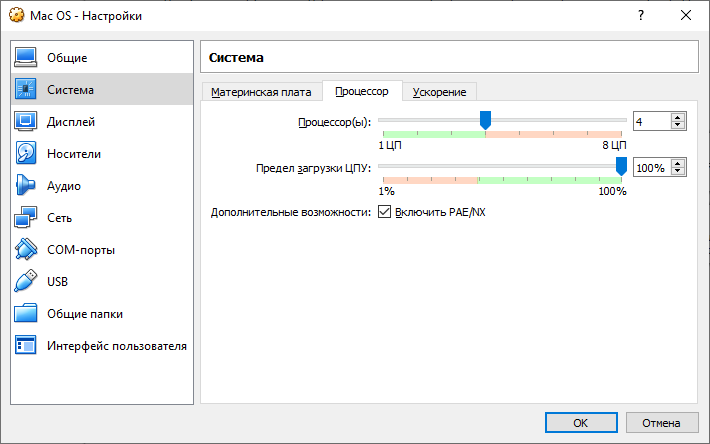 Mac OS - Настройки
?
Общие
Система
Дисплей
Носители
Аудио
Сеть
COM-порты
USB
Общие папки
Интерфейс пользователя
Система
Материнская плата Процессор Ускорение
Процессор(ы): 4
1 ЦП 8 ЦП
Предел загрузки ЦПУ: 100%
1% 100%
Дополнительные возможности: Включить PAE/NX
OK Отмена